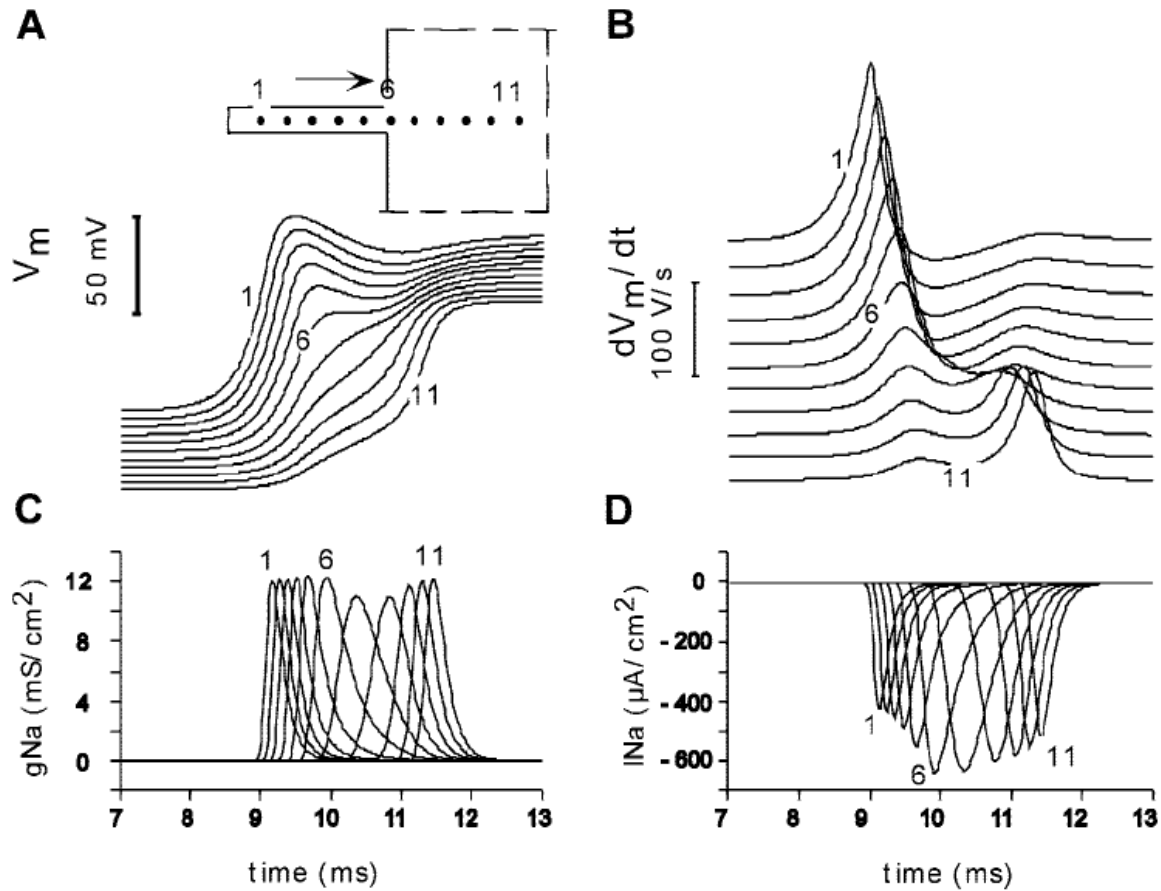 A
1
6
11
Vm
50 mV
1
6
11
B
dVm/ dt
100 V/s
1
6
11
C
gNa (mS/ cm2)
12
8
4
0
1
6
11
7 8 9 10 11 12 13
time (ms)
D
INa (µA/ cm2)
0
- 200
- 400
- 600
1
6
11
7 8 9 10 11 12 13
time (ms)